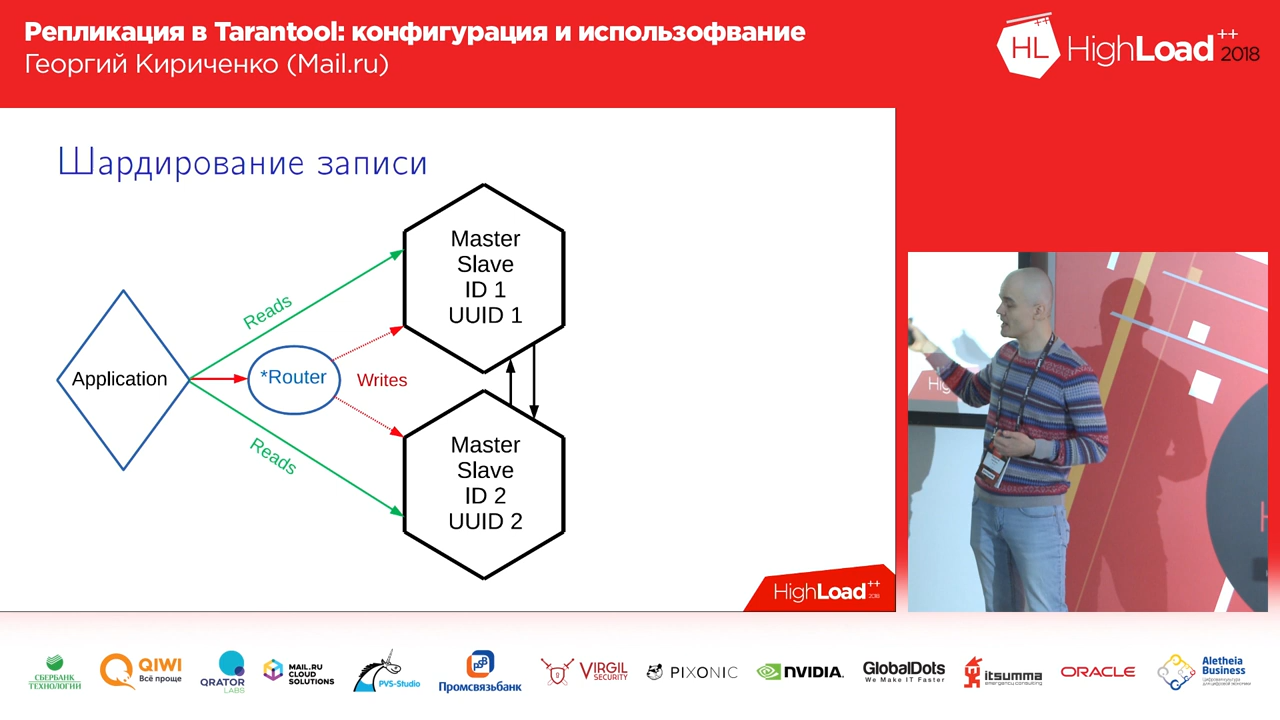 Репликация в Tarantool: конфигурация и использофвание
Георгий Кириченко (Mail.ru)
HL HighLoad++ 2018
Шардирование записи
Master
Slave
ID 1
UUID 1
Reads
Application
*Router
Writes
Reads
Master
Slave
ID 2
UUID 2
HighLoad++ 2018
СБЕРБАНК
ТЕХНОЛОГИИ
QIWI
Всё проще
QRATOR
LABS
MAIL.RU
CLOUD
SOLUTIONS
PVS-Studio
PSB
Промсвязьбанк
VIRGIL
SECURITY
PIXONIC
NVIDIA.
GlobalDots
We Make IT Faster
itsumma
emergency consulting
ORACLE
Aletheia
Business